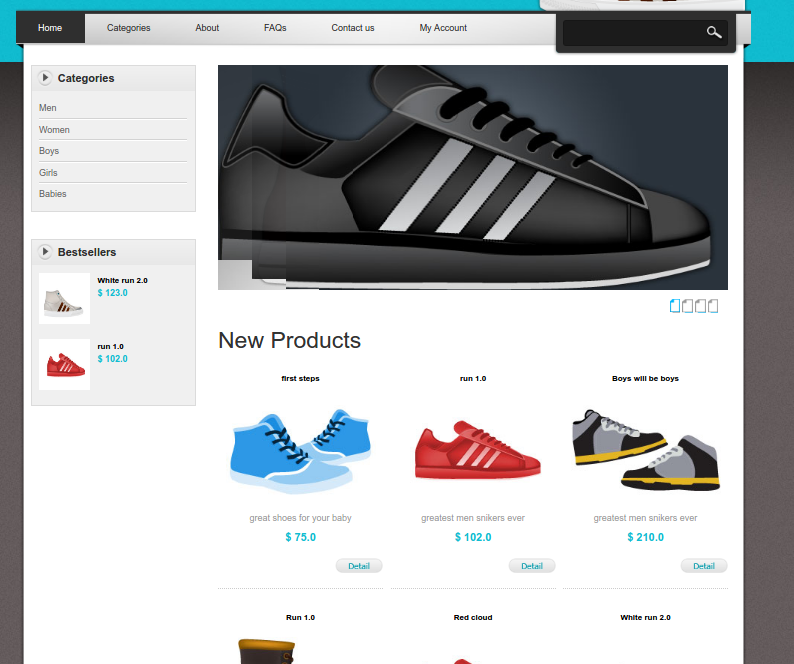 Home Categories About FAQs Contact us My Account
Categories
Men
Women
Boys
Girls
Babies
Bestsellers
White run 2.0
$ 123.0
run 1.0
$ 102.0
New Products
first steps run 1.0 Boys will be boys
great shoes for your baby greatest men snikers ever greatest men snikers ever
$ 75.0 $ 102.0 $ 210.0
Detail Detail Detail
Run 1.0 Red cloud White run 2.0